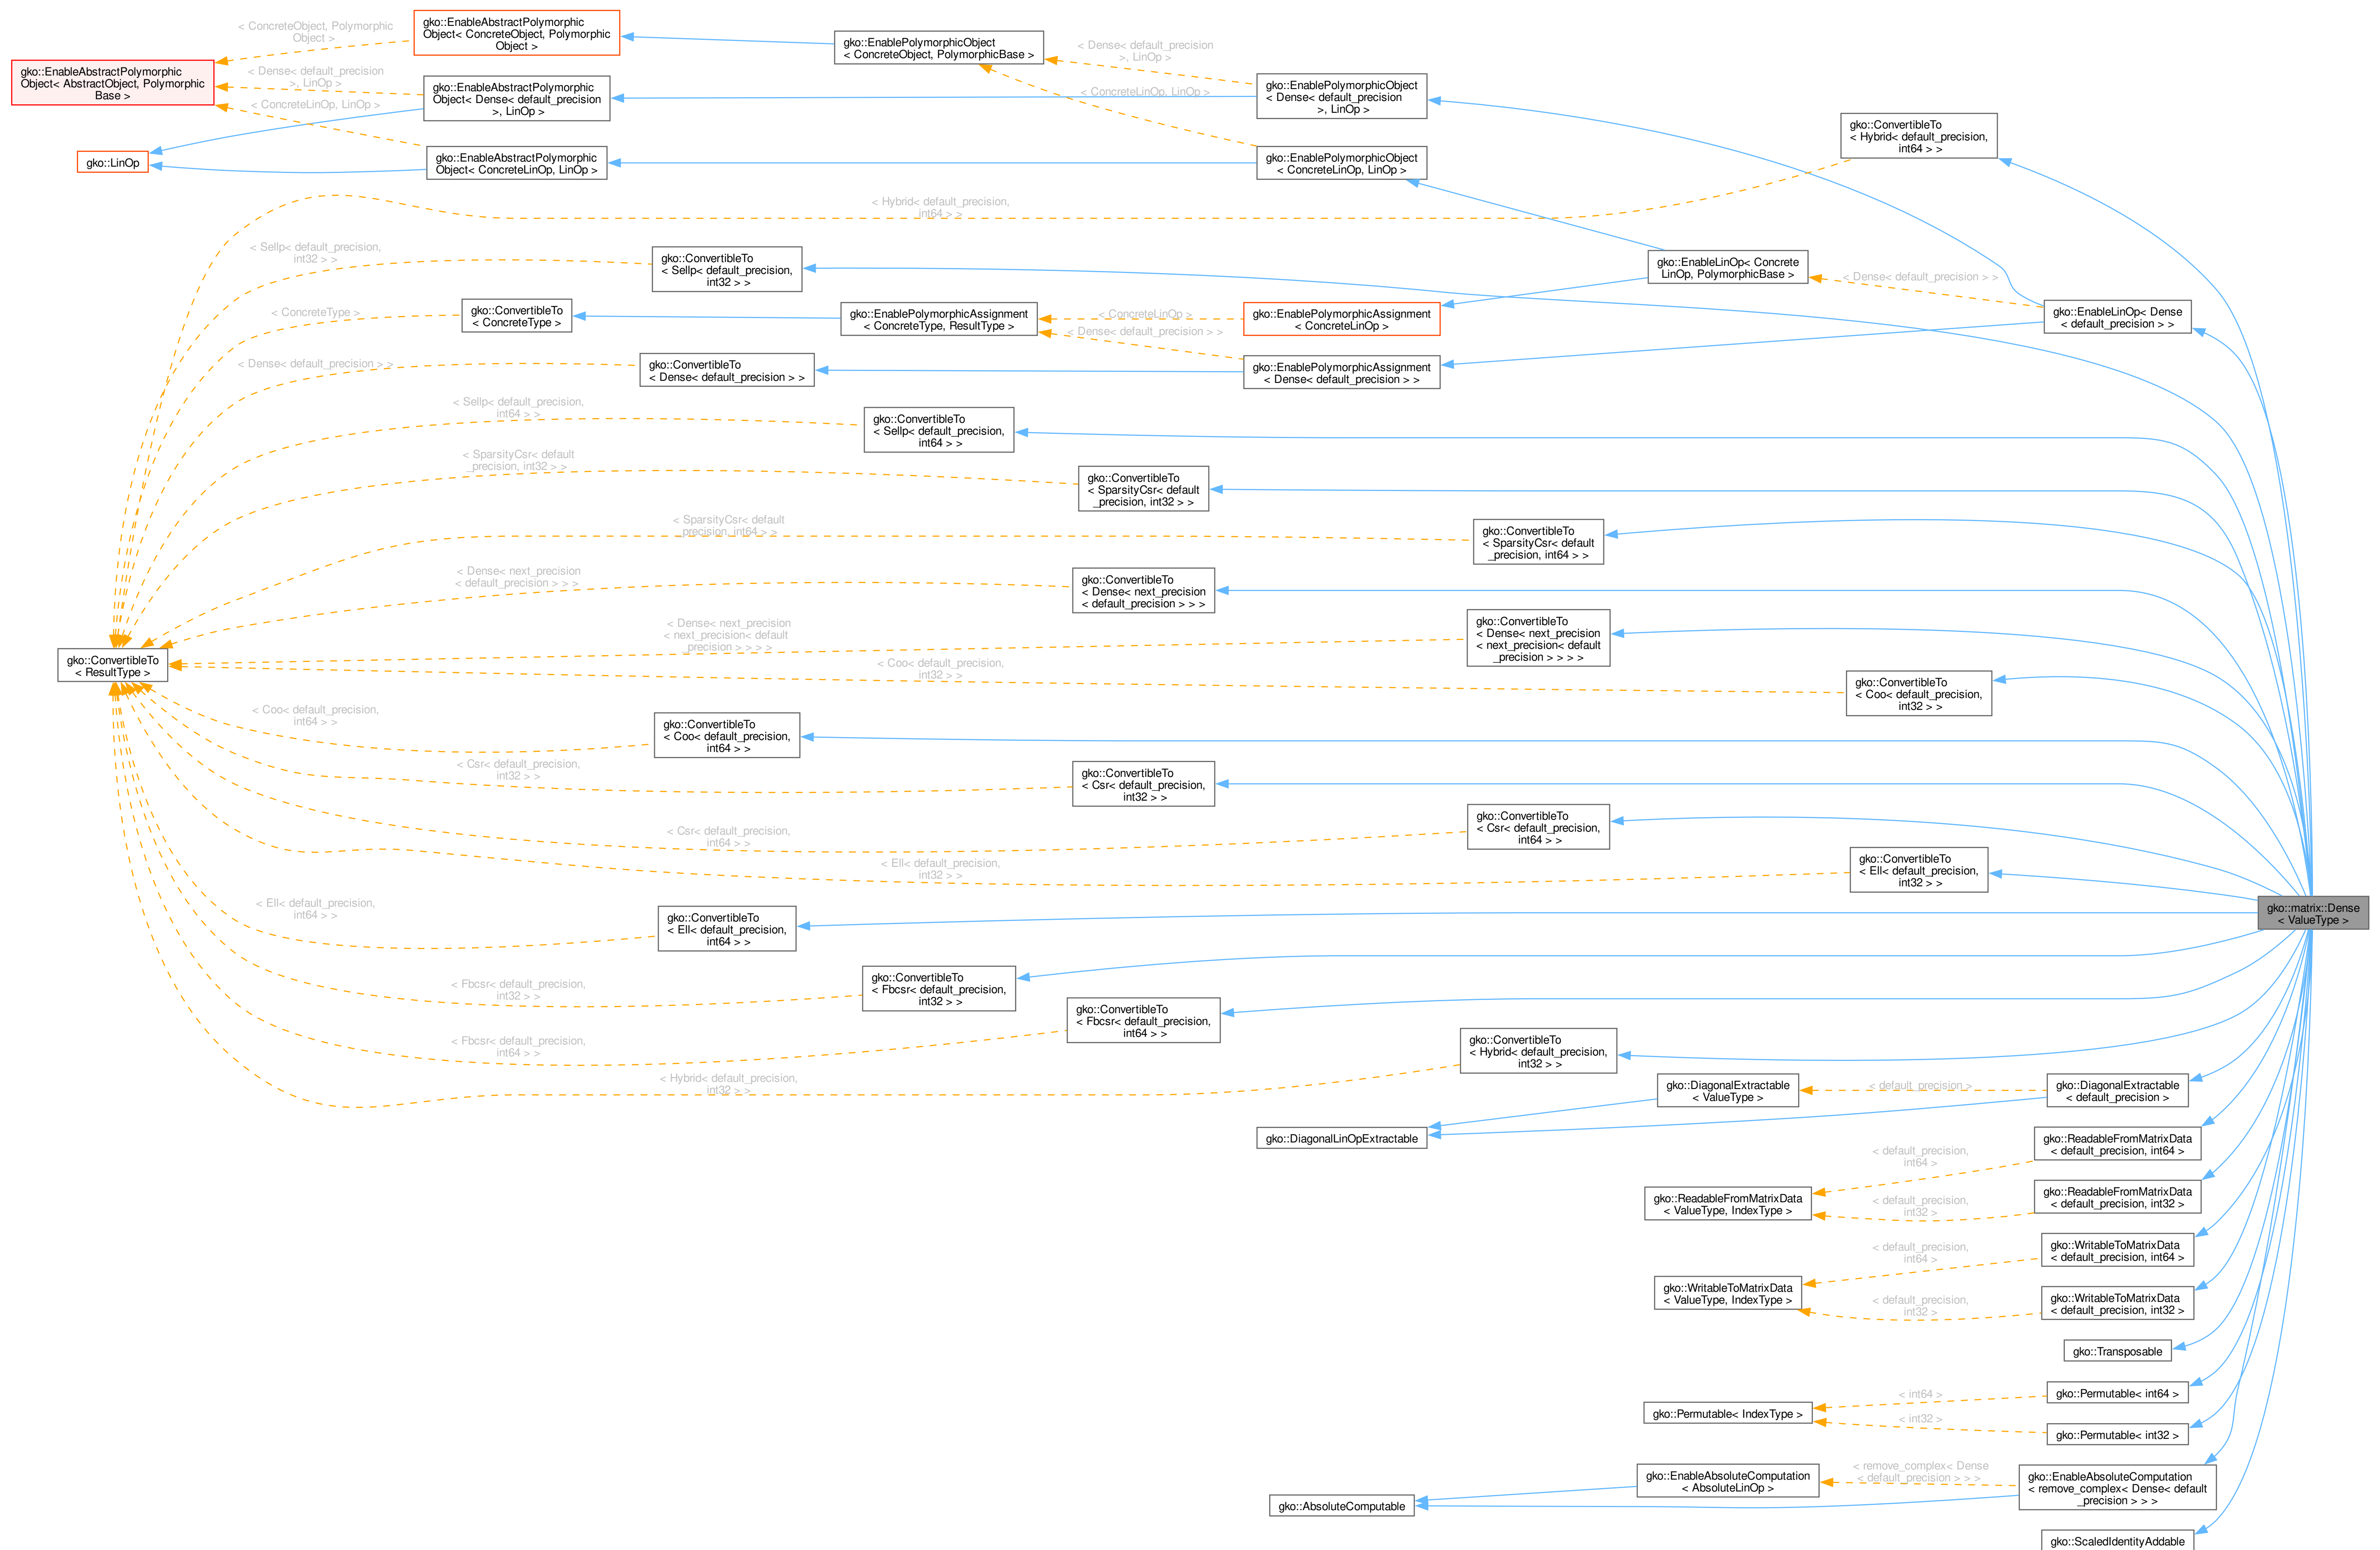 < ConcreteObject, Polymorphic
Object >
gko::EnableAbstractPolymorphic
Object< ConcreteObject, Polymorphic
Object >
gko::EnablePolymorphicObject
< ConcreteObject, PolymorphicBase >
< Dense< default_precision
>, LinOp >
gko::EnableAbstractPolymorphic
Object< AbstractObject, Polymorphic
Base >
< Dense< default_precision
>, LinOp >
gko::EnableAbstractPolymorphic
Object< Dense< default_precision
>, LinOp >
gko::EnablePolymorphicObject
< Dense< default_precision
>, LinOp >
< ConcreteLinOp, LinOp >
< ConcreteLinOp, LinOp >
gko::ConvertibleTo
< Hybrid< default_precision,
int64 > >
gko::LinOp
gko::EnableAbstractPolymorphic
Object< ConcreteLinOp, LinOp >
gko::EnablePolymorphicObject
< ConcreteLinOp, LinOp >
< Hybrid< default_precision,
int64 > >
< Sellp< default_precision,
int32 > >
gko::ConvertibleTo
< Sellp< default_precision,
int32 > >
gko::EnableLinOp< Concrete
LinOp, PolymorphicBase >
< Dense< default_precision > >
gko::EnableLinOp< Dense
< default_precision > >
< ConcreteType >
gko::ConvertibleTo
< ConcreteType >
gko::EnablePolymorphicAssignment
< ConcreteType, ResultType >
< ConcreteLinOp >
< Dense< default_precision > >
gko::EnablePolymorphicAssignment
< ConcreteLinOp >
< Dense< default_precision > >
gko::ConvertibleTo
< Dense< default_precision > >
gko::EnablePolymorphicAssignment
< Dense< default_precision > >
< Sellp< default_precision,
int64 > >
gko::ConvertibleTo
< Sellp< default_precision,
int64 > >
< SparsityCsr< default
_precision, int32 > >
gko::ConvertibleTo
< SparsityCsr< default
_precision, int32 > >
< SparsityCsr< default
_precision, int64 > >
gko::ConvertibleTo
< SparsityCsr< default
_precision, int64 > >
< Dense< next_precision
< default_precision > > >
gko::ConvertibleTo
< Dense< next_precision
< default_precision > > >
< Dense< next_precision
< next_precision< default
_precision > > > >
gko::ConvertibleTo
< Dense< next_precision
< next_precision< default
_precision > > > >
gko::ConvertibleTo
< ResultType >
< Coo< default_precision,
int32 > >
gko::ConvertibleTo
< Coo< default_precision,
int32 > >
< Coo< default_precision,
int64 > >
gko::ConvertibleTo
< Coo< default_precision,
int64 > >
< Csr< default_precision,
int32 > >
gko::ConvertibleTo
< Csr< default_precision,
int32 > >
< Csr< default_precision,
int64 > >
gko::ConvertibleTo
< Csr< default_precision,
int64 > >
< Ell< default_precision,
int32 > >
gko::ConvertibleTo
< Ell< default_precision,
int32 > >
gko::matrix::Dense
< ValueType >
< Ell< default_precision,
int64 > >
gko::ConvertibleTo
< Ell< default_precision,
int64 > >
< Fbcsr< default_precision,
int32 > >
gko::ConvertibleTo
< Fbcsr< default_precision,
int32 > >
< Fbcsr< default_precision,
int64 > >
gko::ConvertibleTo
< Fbcsr< default_precision,
int64 > >
< Hybrid< default_precision,
int32 > >
gko::ConvertibleTo
< Hybrid< default_precision,
int32 > >
gko::DiagonalExtractable
< ValueType >
< default_precision >
gko::DiagonalExtractable
< default_precision >
gko::DiagonalLinOpExtractable
< default_precision,
int64 >
gko::ReadableFromMatrixData
< default_precision, int64 >
gko::ReadableFromMatrixData
< ValueType, IndexType >
< default_precision,
int32 >
gko::ReadableFromMatrixData
< default_precision, int32 >
< default_precision,
int64 >
gko::WritableToMatrixData
< default_precision, int64 >
gko::WritableToMatrixData
< ValueType, IndexType >
< default_precision,
int32 >
gko::WritableToMatrixData
< default_precision, int32 >
gko::Transposable
< int64 >
gko::Permutable< int64 >
gko::Permutable< IndexType >
< int32 >
gko::Permutable< int32 >
gko::EnableAbsoluteComputation
< AbsoluteLinOp >
< remove_complex< Dense
< default_precision > > >
gko::EnableAbsoluteComputation
< remove_complex< Dense< default
_precision > > >
gko::AbsoluteComputable
gko::ScaledIdentityAddable